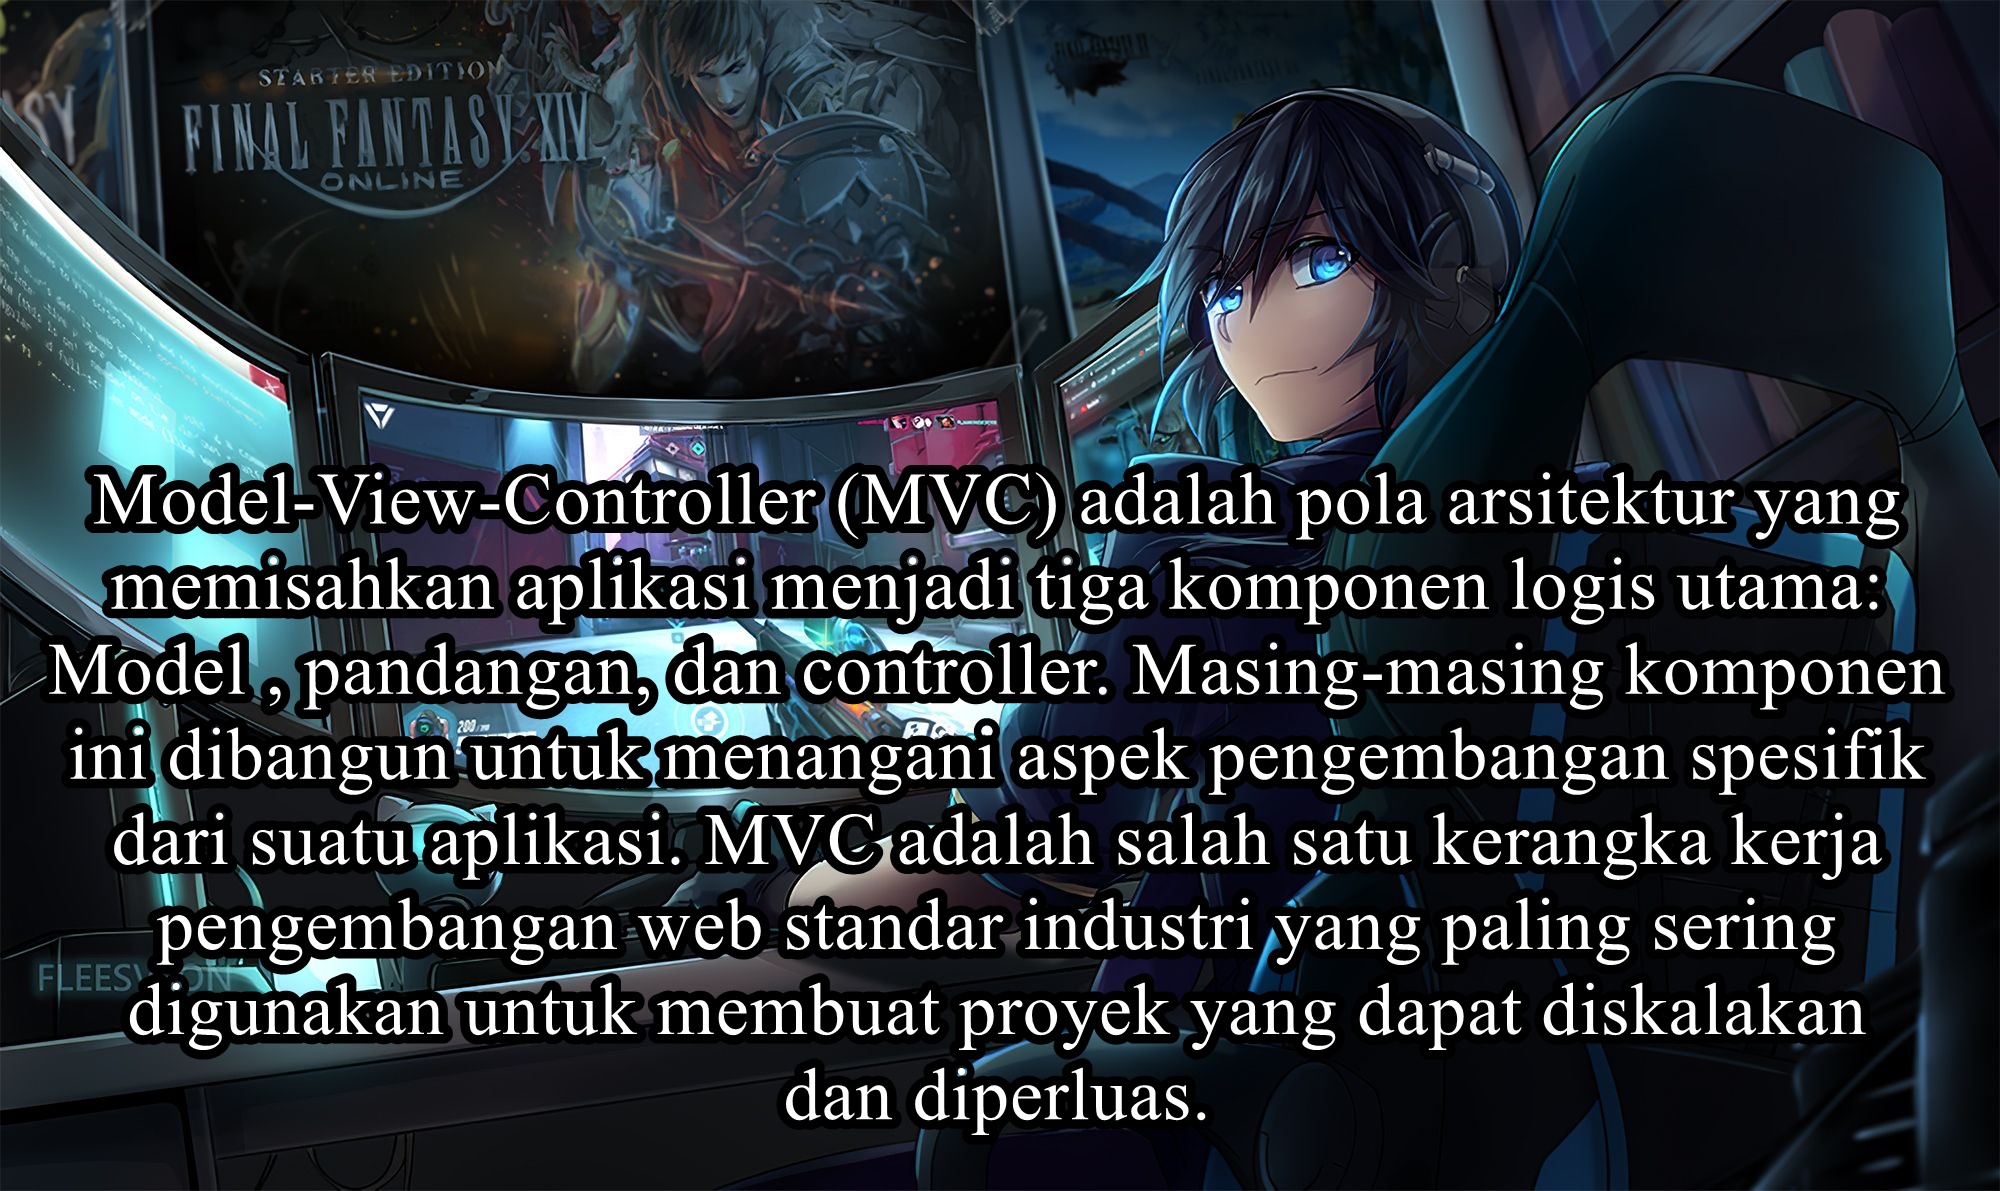 STARTER EDITION
FINAL FANTASY XIV
ONLINE
Model-View-Controller (MVC) adalah pola arsitektur yang
memisahkan aplikasi menjadi tiga komponen logis utama:
Model , pandangan, dan controller. Masing-masing komponen
ini dibangun untuk menangani aspek pengembangan spesifik
dari suatu aplikasi. MVC adalah salah satu kerangka kerja
pengembangan web standar industri yang paling sering
digunakan untuk membuat proyek yang dapat diskalakan
dan diperluas.